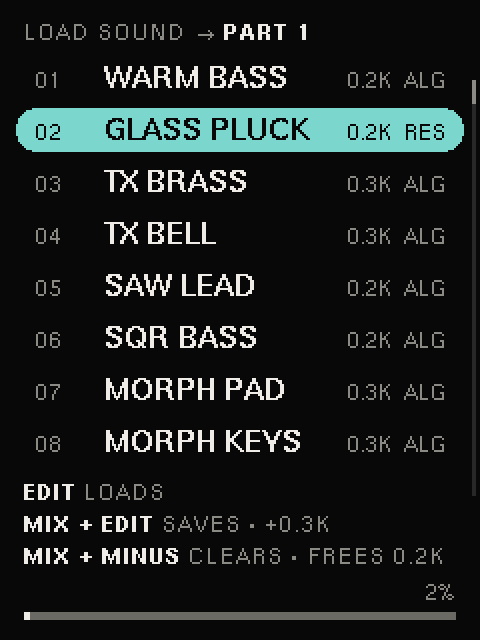 LOAD SOUND → PART 1
01 WARM BASS 0.2K ALG
02 GLASS PLUCK 0.2K RES
03 TX BRASS 0.3K ALG
04 TX BELL 0.3K ALG
05 SAW LEAD 0.2K ALG
06 SQR BASS 0.2K ALG
07 MORPH PAD 0.3K ALG
08 MORPH KEYS 0.3K ALG
EDIT LOADS
MIX + EDIT SAVES · +0.3K
MIX + MINUS CLEARS · FREES 0.2K
2%